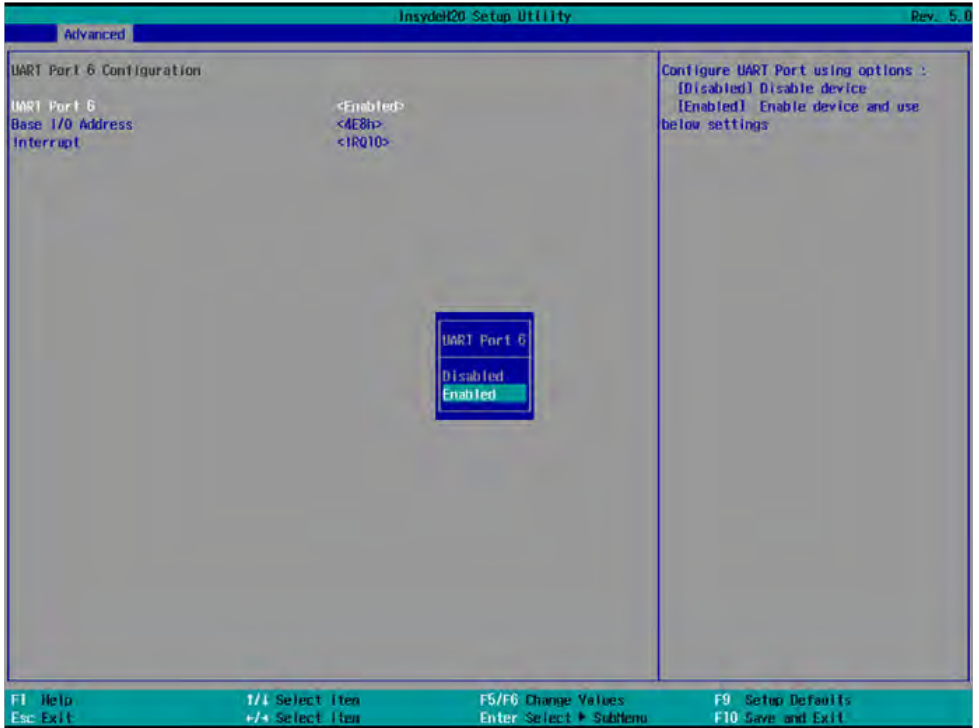 InsydeH2O Setup Utility
Rev. 5.0
Advanced
UART Port 6 Configuration
UART Port 6 <Enabled>
Base I/O Address <4E8h>
Interrupt <IRQ10>
Configure UART Port using options :
[Disabled] Disable device
[Enabled] Enable device and use
below settings
UART Port 6
Disabled
Enabled
F1 Help ↑/↓ Select Item F5/F6 Change Values F9 Setup Defaults
Esc Exit ←/→ Select Item Enter Select ▶ SubMenu F10 Save and Exit